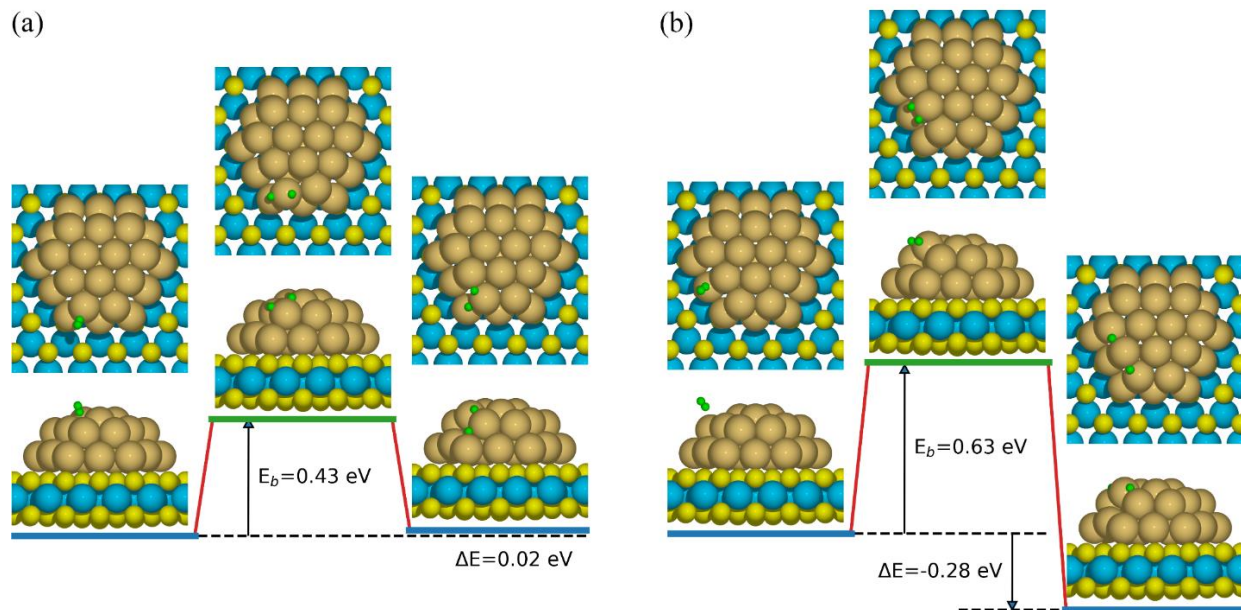 (a)
E_b=0.43 eV
ΔE=0.02 eV
(b)
E_b=0.63 eV
ΔE=-0.28 eV